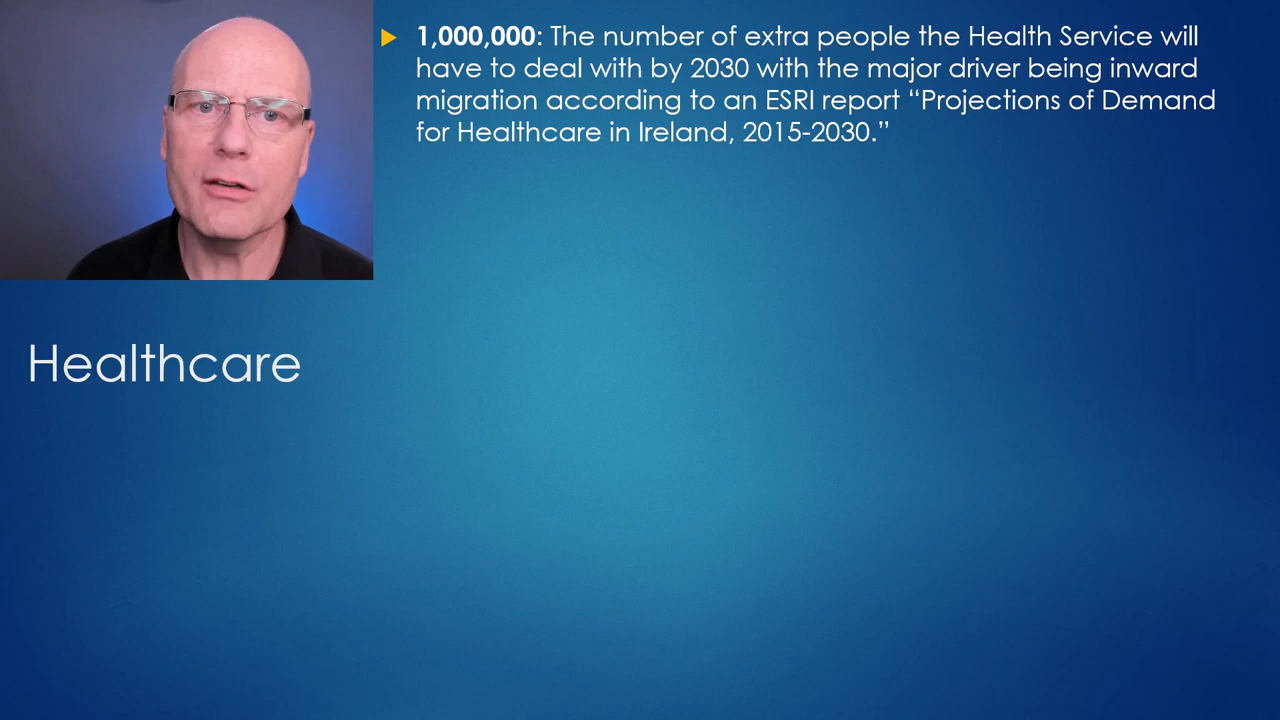 1,000,000: The number of extra people the Health Service will
have to deal with by 2030 with the major driver being inward
migration according to an ESRI report “Projections of Demand
for Healthcare in Ireland, 2015-2030.”
Healthcare